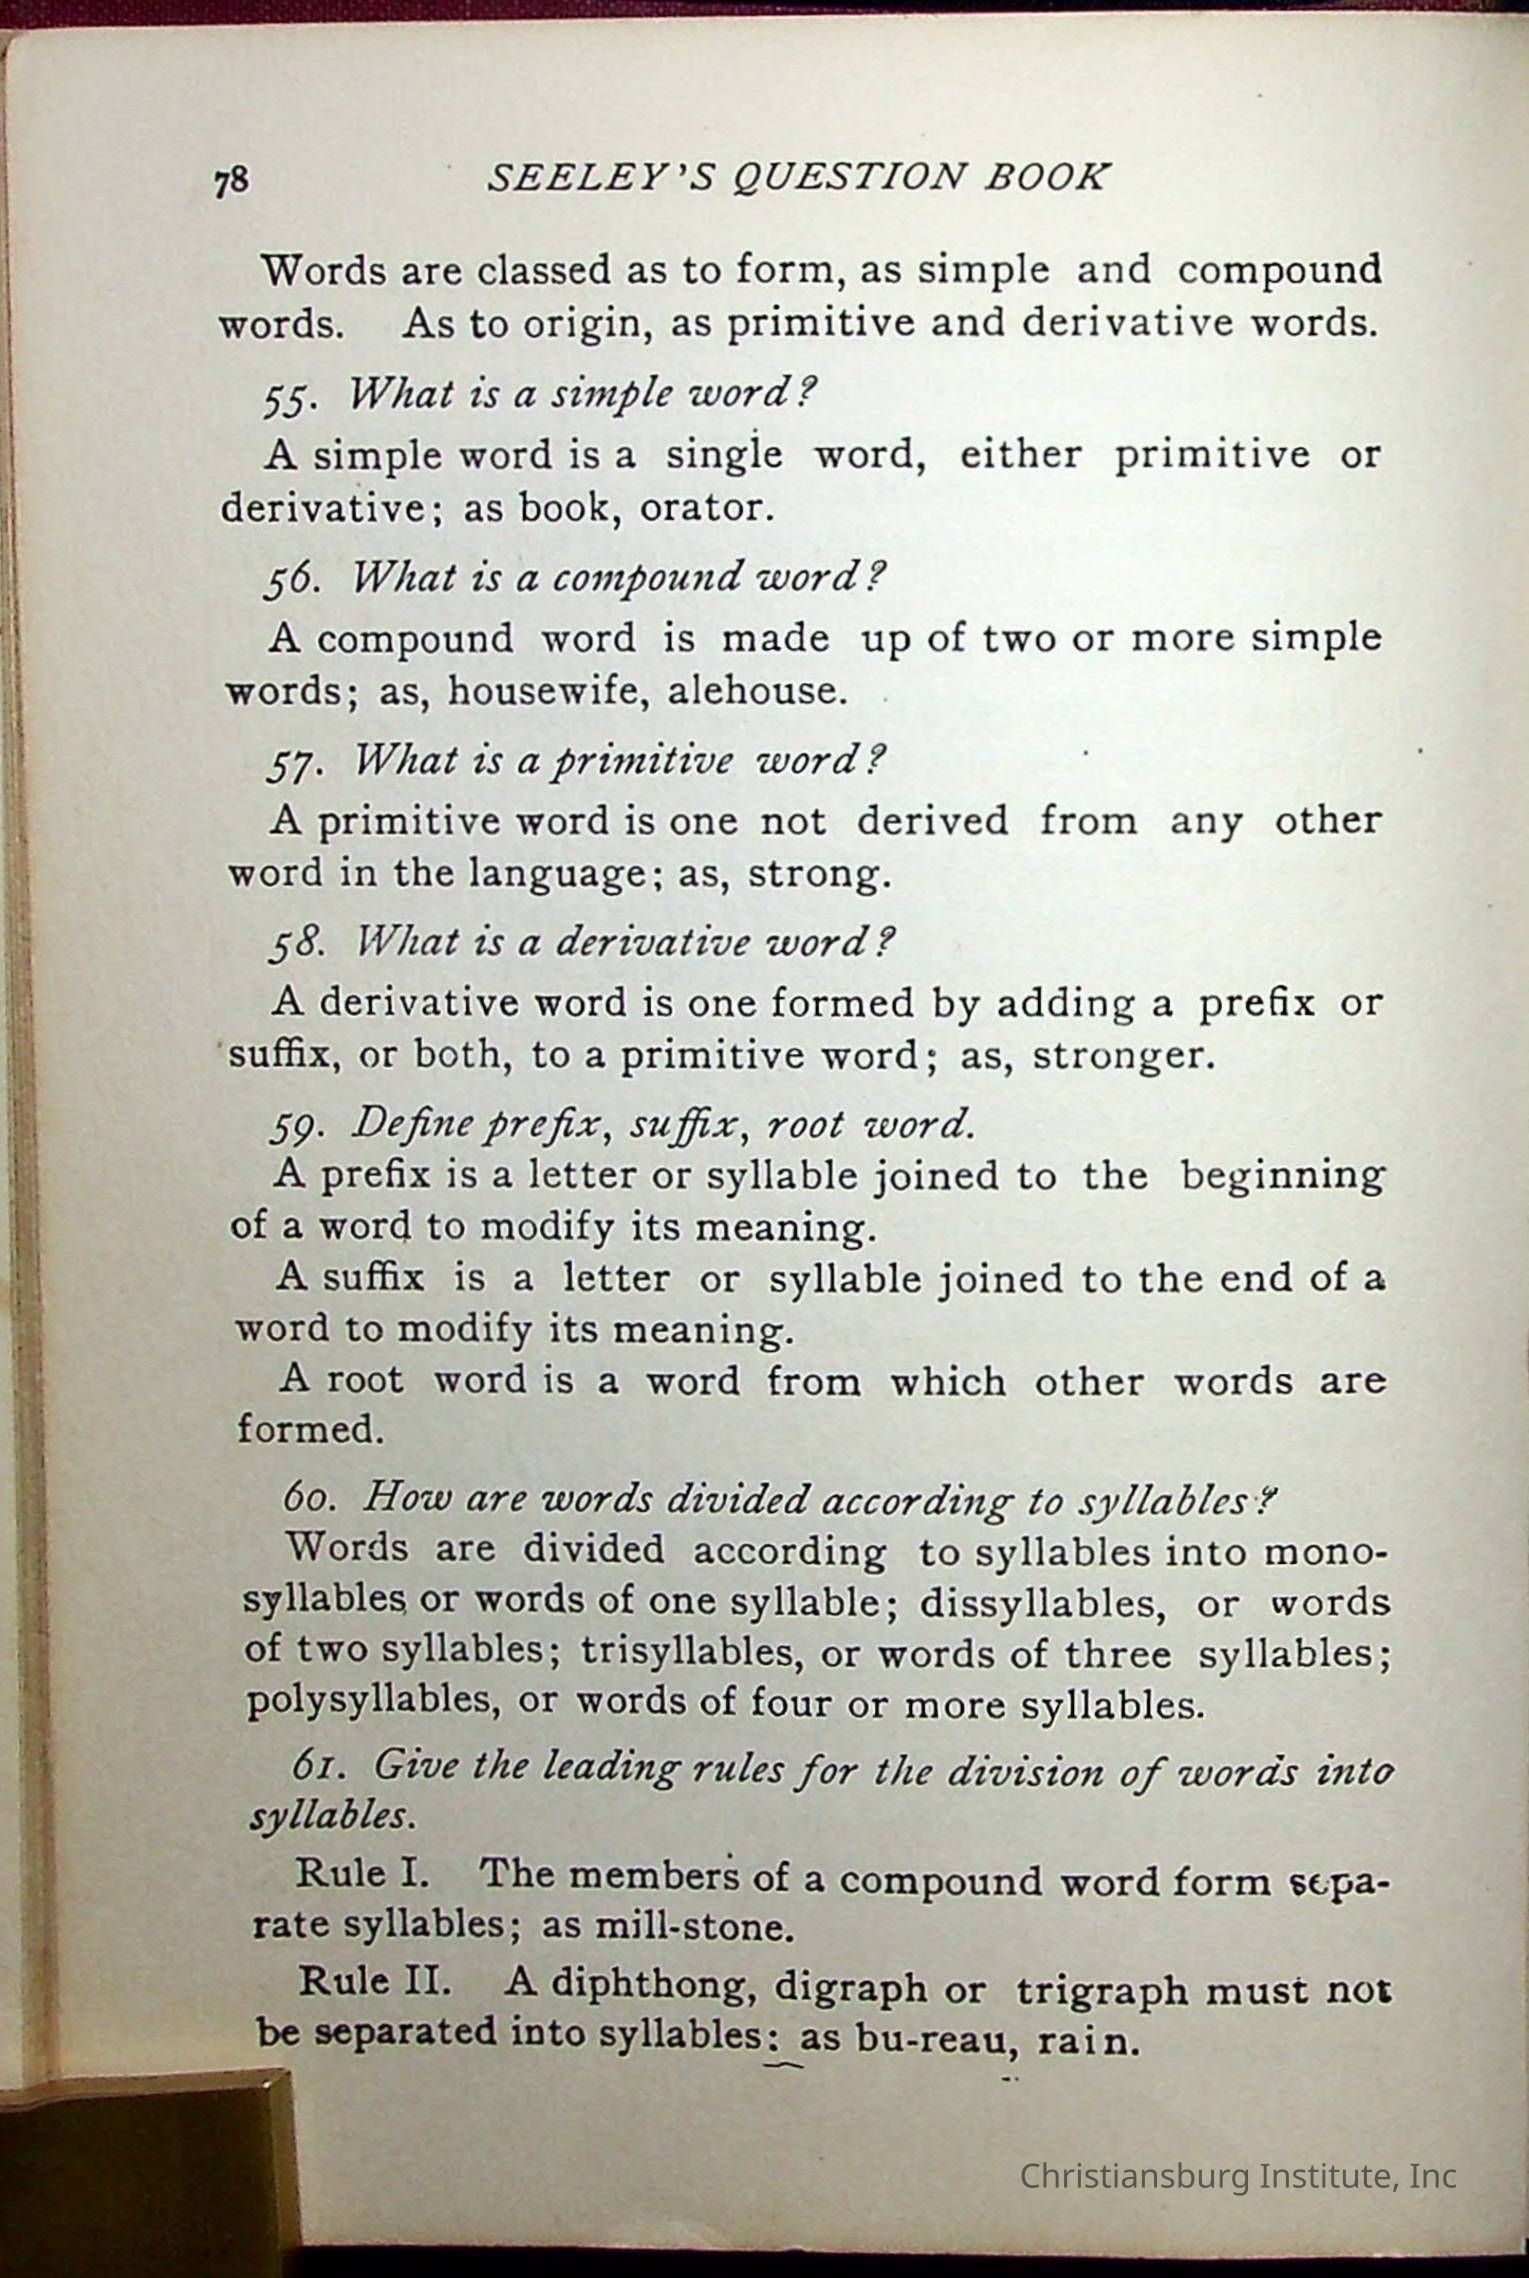 78 SEELEY'S QUESTION BOOK
Words are classed as to form, as simple and compound
words. As to origin, as primitive and derivative words.
55. What is a simple word?
A simple word is a single word, either primitive or
derivative; as book, orator.
56. What is a compound word?
A compound word is made up of two or more simple
words; as, housewife, alehouse.
57. What is a primitive word?
A primitive word is one not derived from any other
word in the language; as, strong.
58. What is a derivative word?
A derivative word is one formed by adding a prefix or
suffix, or both, to a primitive word; as, stronger.
59. Define prefix, suffix, root word.
A prefix is a letter or syllable joined to the beginning
of a word to modify its meaning.
A suffix is a letter or syllable joined to the end of a
word to modify its meaning.
A root word is a word from which other words are
formed.
60. How are words divided according to syllables?
Words are divided according to syllables into mono-
syllables or words of one syllable; dissyllables, or words
of two syllables; trisyllables, or words of three syllables;
polysyllables, or words of four or more syllables.
61. Give the leading rules for the division of words into
syllables.
Rule I. The members of a compound word form sepa-
rate syllables; as mill-stone.
Rule II. A diphthong, digraph or trigraph must not
be separated into syllables; as bu-reau, rain.
Christiansburg Institute, Inc